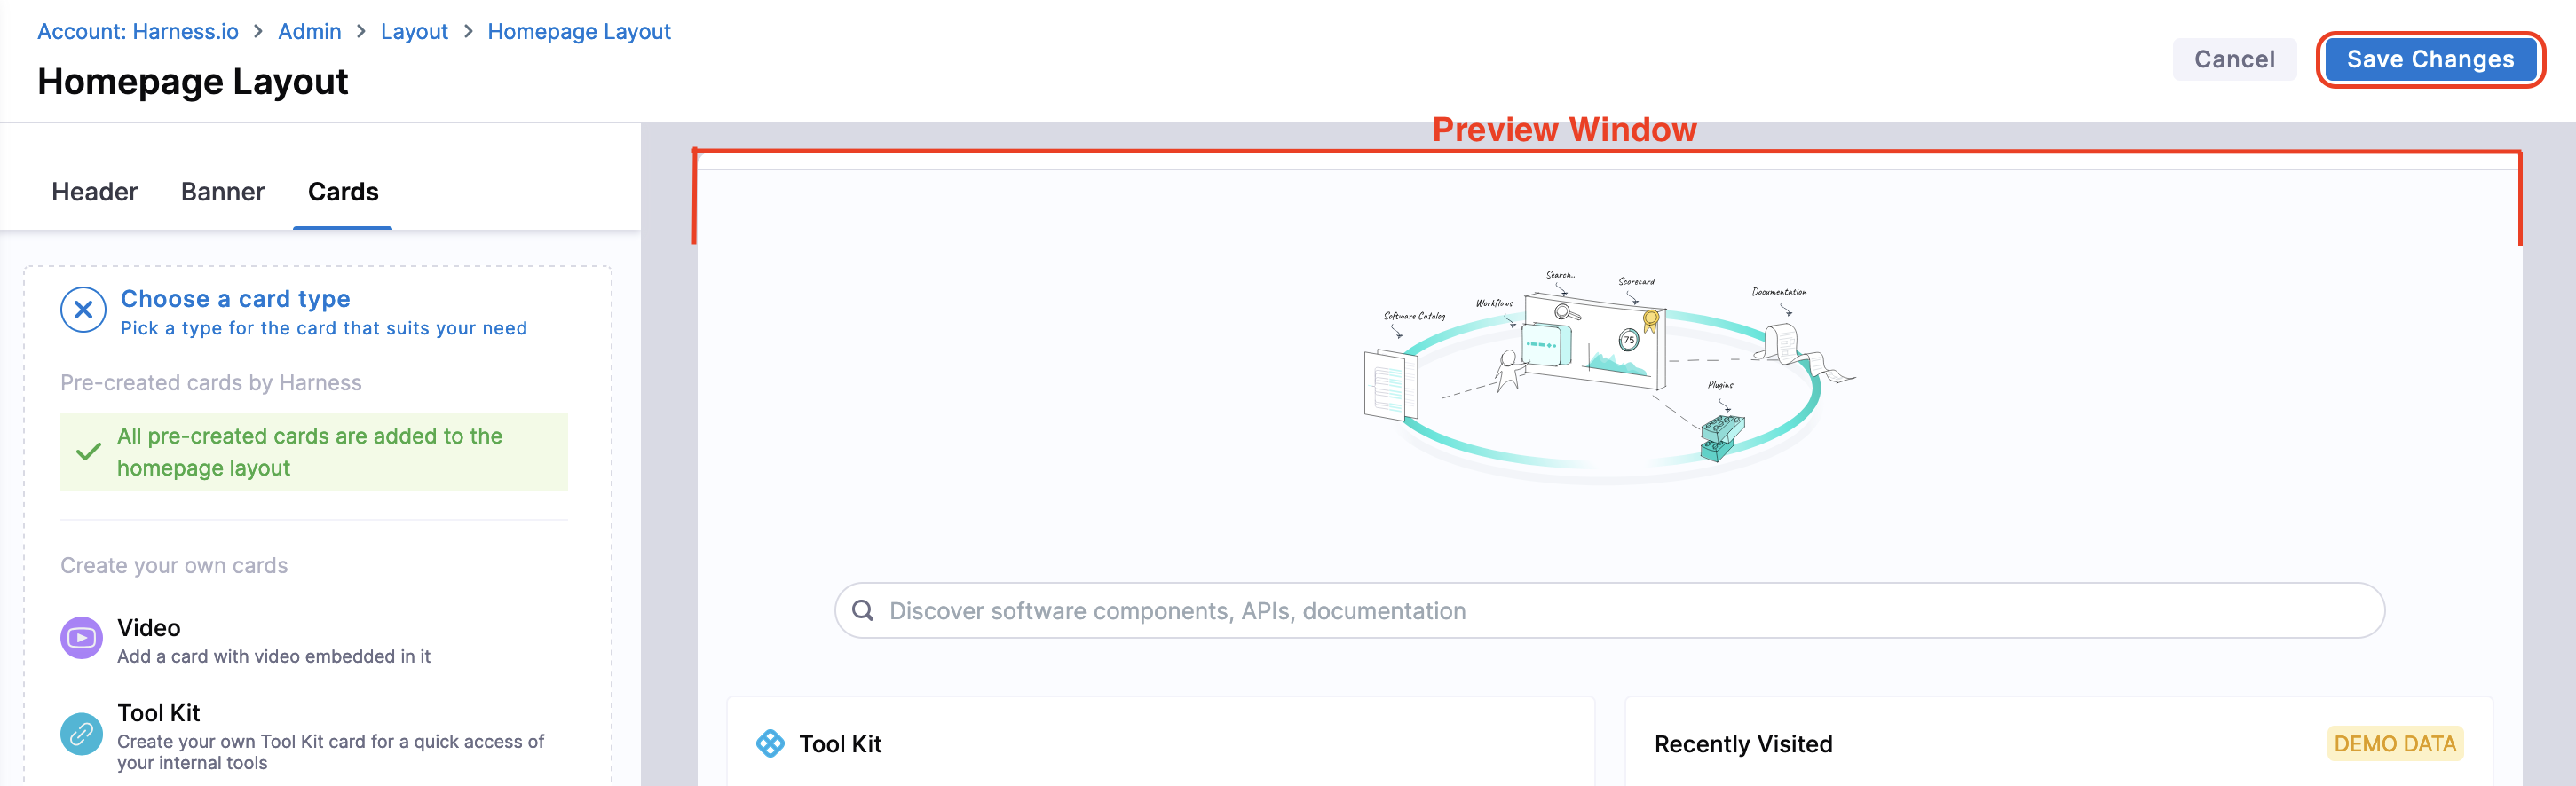 Account: Harness.io > Admin > Layout > Homepage Layout
Homepage Layout
Cancel
Save Changes
Preview Window
Header
Banner
Cards
Choose a card type
Pick a type for the card that suits your need
Pre-created cards by Harness
All pre-created cards are added to the
homepage layout
Create your own cards
Video
Add a card with video embedded in it
Tool Kit
Create your own Tool Kit card for a quick access of
your internal tools
Search..
Scorecard
Documentation
Workflows
Software Catalog
75
Plugins
Discover software components, APIs, documentation
Tool Kit
Recently Visited
DEMO DATA